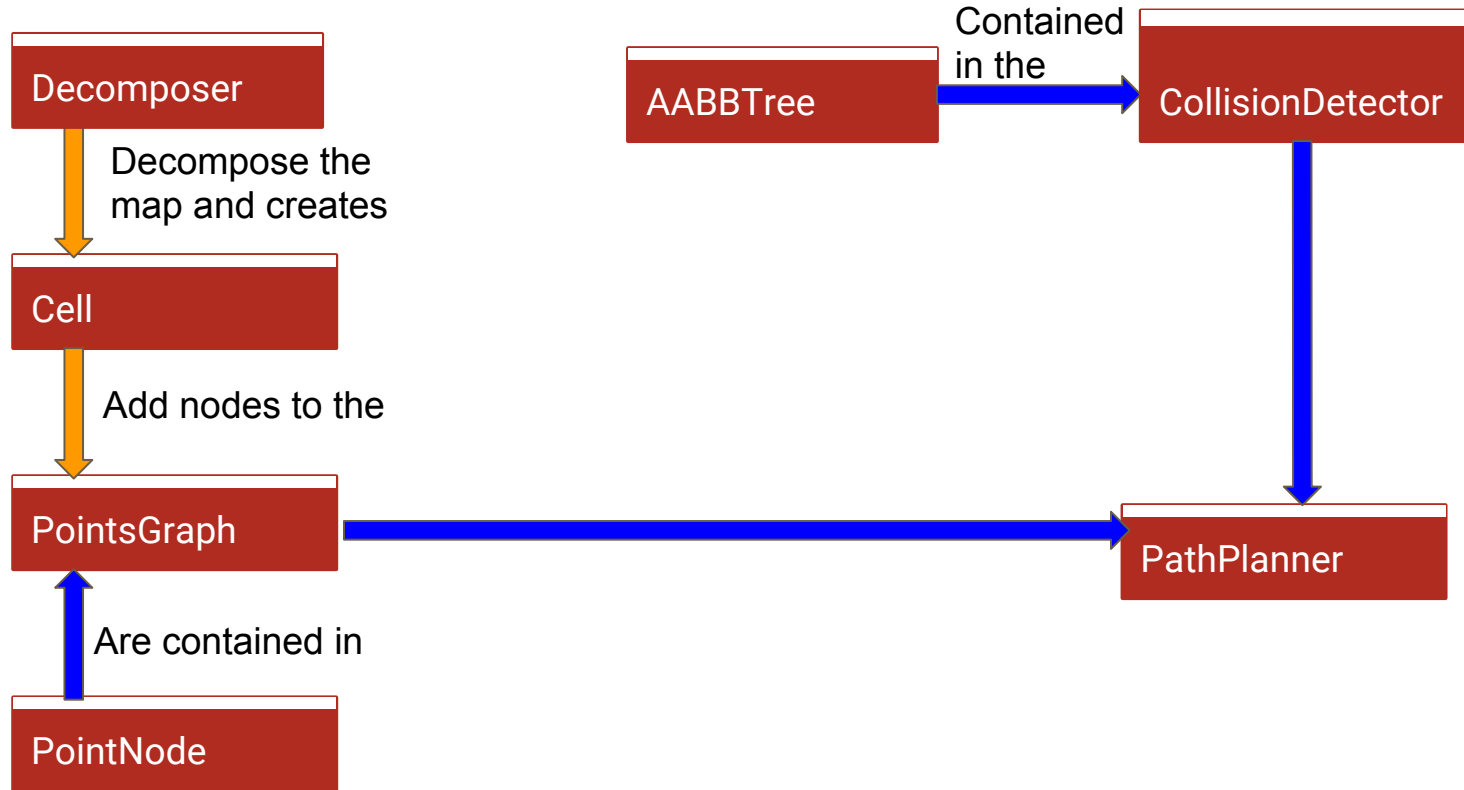 Decomposer
Decompose the
map and creates
Cell
Add nodes to the
PointsGraph
Are contained in
PointNode
AABBTree
Contained
in the
CollisionDetector
PathPlanner